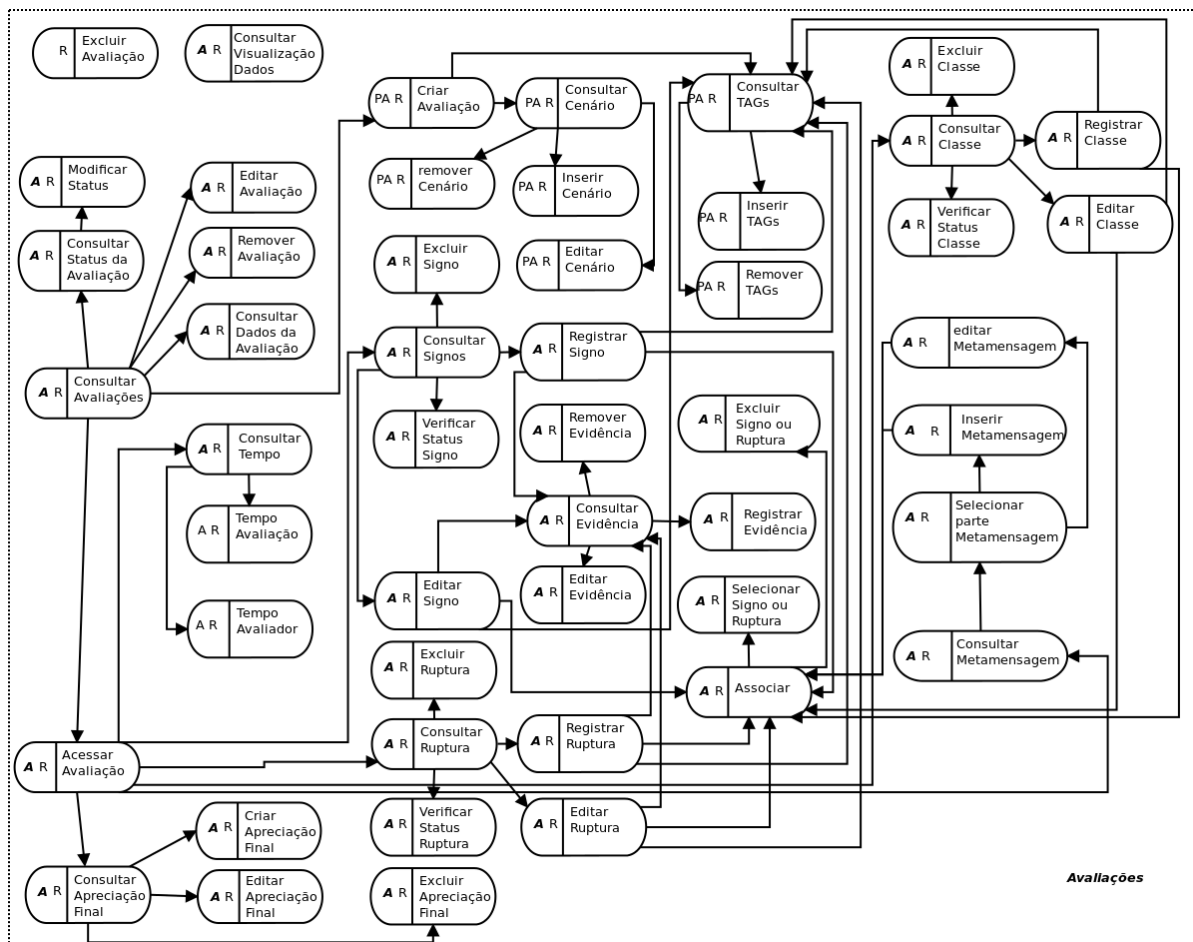 R Excluir
Avaliação
A R Consultar
Visualização
Dados
PA R Criar
Avaliação
PA R Consultar
Cenário
PA R Consultar
TAGs
A R Excluir
Classe
A R Consultar
Classe
A R Registrar
Classe
A R Modificar
Status
A R Editar
Avaliação
PA R remover
Cenário
PA R Inserir
Cenário
PA R Inserir
TAGs
A R Verificar
Status
Classe
A R Editar
Classe
A R Consultar
Status da
Avaliação
A R Remover
Avaliação
A R Excluir
Signo
PA R Editar
Cenário
PA R Remover
TAGs
A R Consultar
Dados da
Avaliação
A R Consultar
Signos
A R Registrar
Signo
A R editar
Metamensagem
A R Consultar
Avaliações
A R Verificar
Status
Signo
A R Remover
Evidência
A R Excluir
Signo ou
Ruptura
A R Inserir
Metamensagem
A R Consultar
Tempo
A R Tempo
Avaliação
A R Consultar
Evidência
A R Registrar
Evidência
A R Selecionar
parte
Metamensagem
A R Editar
Signo
A R Editar
Evidência
A R Selecionar
Signo ou
Ruptura
A R Tempo
Avaliador
A R Excluir
Ruptura
A R Associar
A R Consultar
Metamensagem
A R Acessar
Avaliação
A R Consultar
Ruptura
A R Registrar
Ruptura
A R Criar
Apreciação
Final
A R Verificar
Status
Ruptura
A R Editar
Ruptura
A R Consultar
Apreciação
Final
A R Editar
Apreciação
Final
A R Excluir
Apreciação
Final
Avaliações